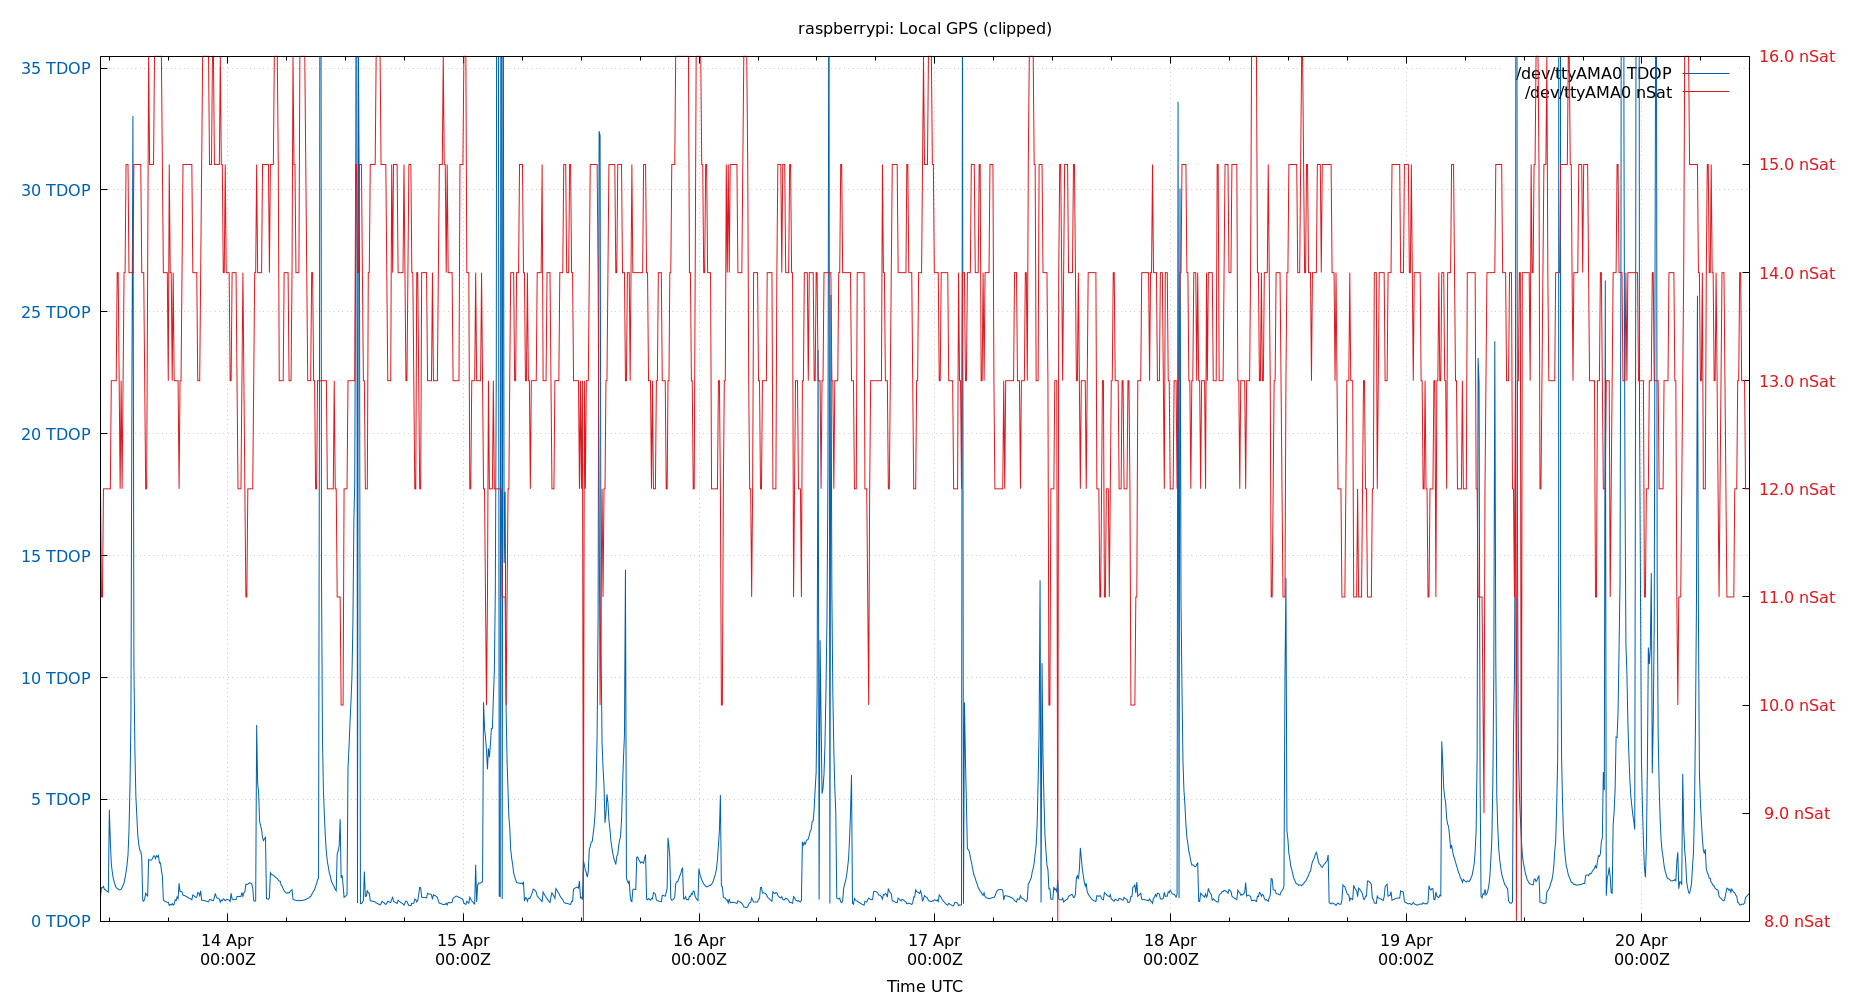 raspberrypi: Local GPS (clipped)
35 TDOP
30 TDOP
25 TDOP
20 TDOP
15 TDOP
10 TDOP
5 TDOP
0 TDOP
/dev/ttyAMA0 TDOP
/dev/ttyAMA0 nSat
16.0 nSat
15.0 nSat
14.0 nSat
13.0 nSat
12.0 nSat
11.0 nSat
10.0 nSat
9.0 nSat
8.0 nSat
14 Apr 15 Apr 16 Apr 17 Apr 18 Apr 19 Apr 20 Apr
00:00Z 00:00Z 00:00Z 00:00Z 00:00Z 00:00Z 00:00Z
Time UTC